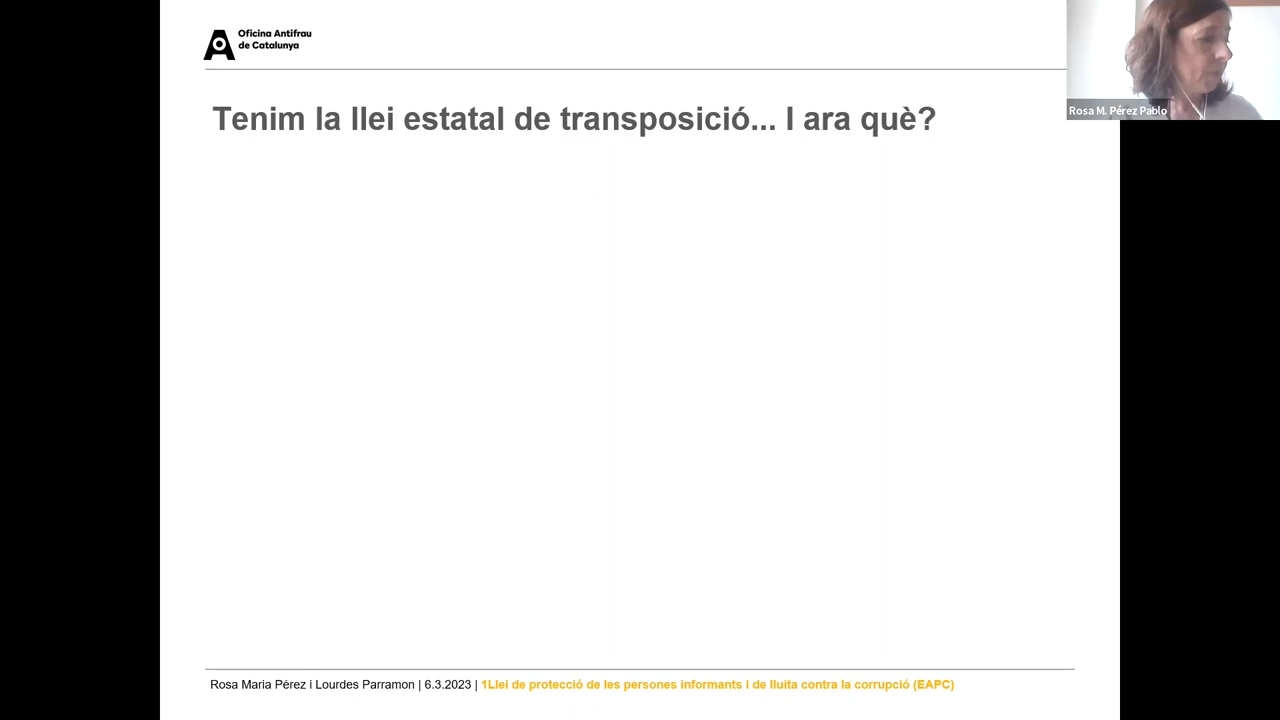 Oficina Antifrau
de Catalunya
Rosa M. Pérez Pablo
Tenim la llei estatal de transposició... I ara què?
Rosa Maria Pérez i Lourdes Parramon | 6.3.2023 | 1Llei de protecció de les persones informants i de lluita contra la corrupció (EAPC)